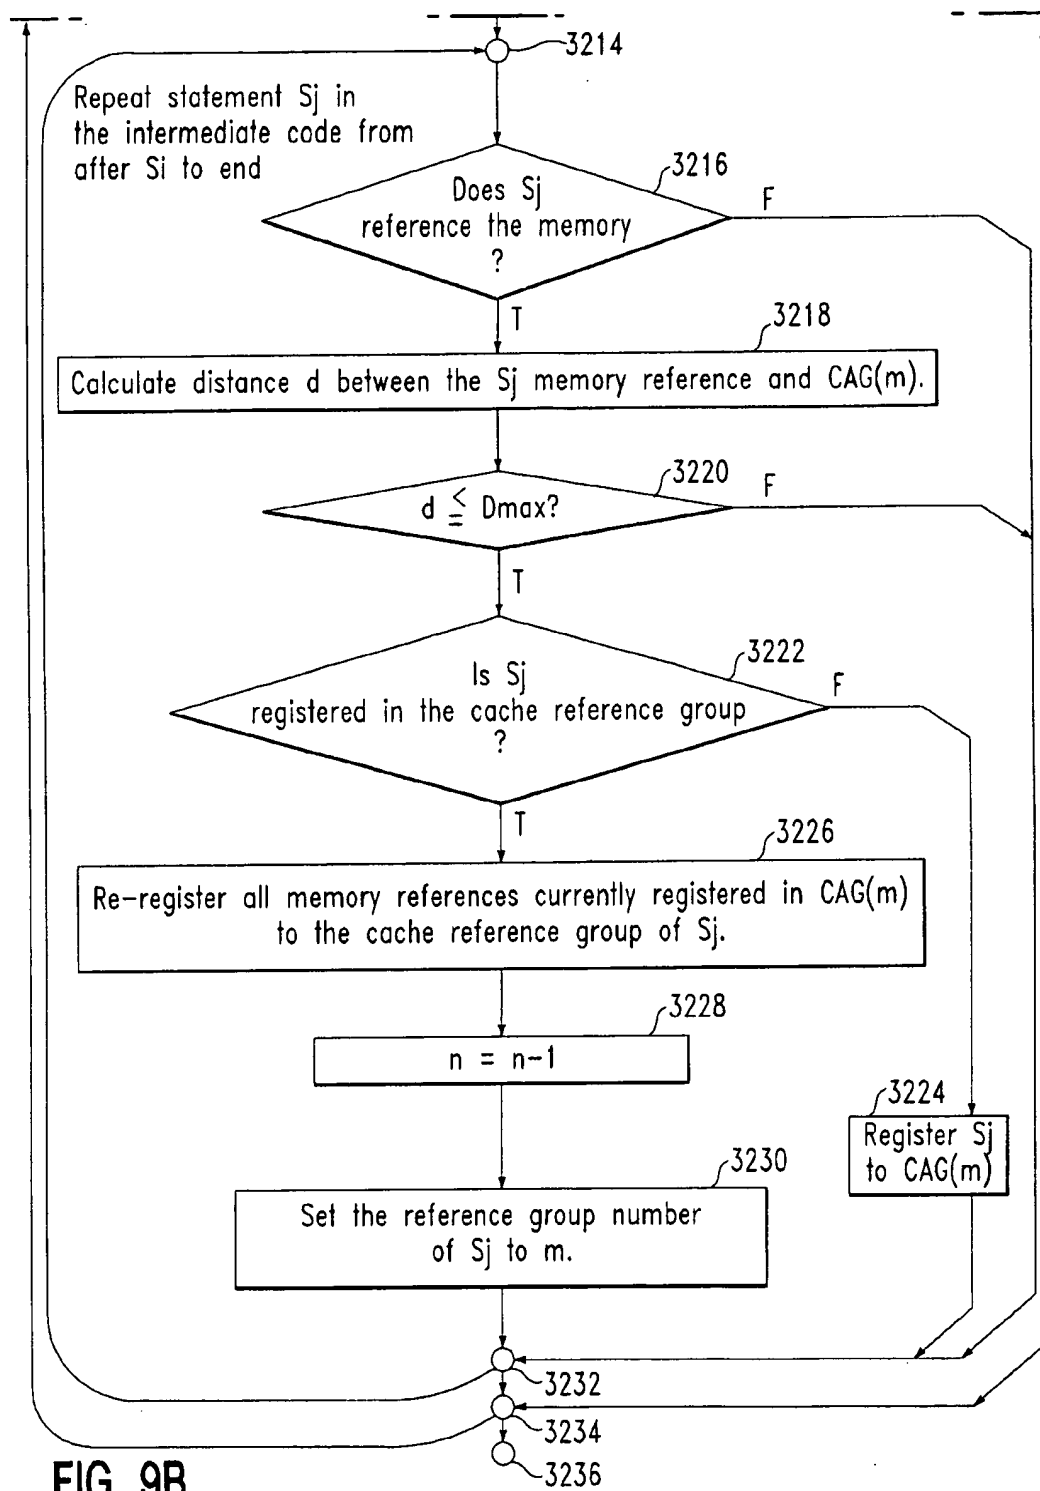 3214
Repeat statement Sj in
the intermediate code from
after Si to end
3216
Does Sj
reference the memory
?
F
T
3218
Calculate distance d between the Sj memory reference and CAG(m).
3220
d ≦ Dmax?
F
T
3222
Is Sj
registered in the cache reference group
?
F
T
3226
Re-register all memory references currently registered in CAG(m)
to the cache reference group of Sj.
3228
n = n-1
3224
Register Sj
to CAG(m)
3230
Set the reference group number
of Sj to m.
3232
3234
3236
FIG. 9B